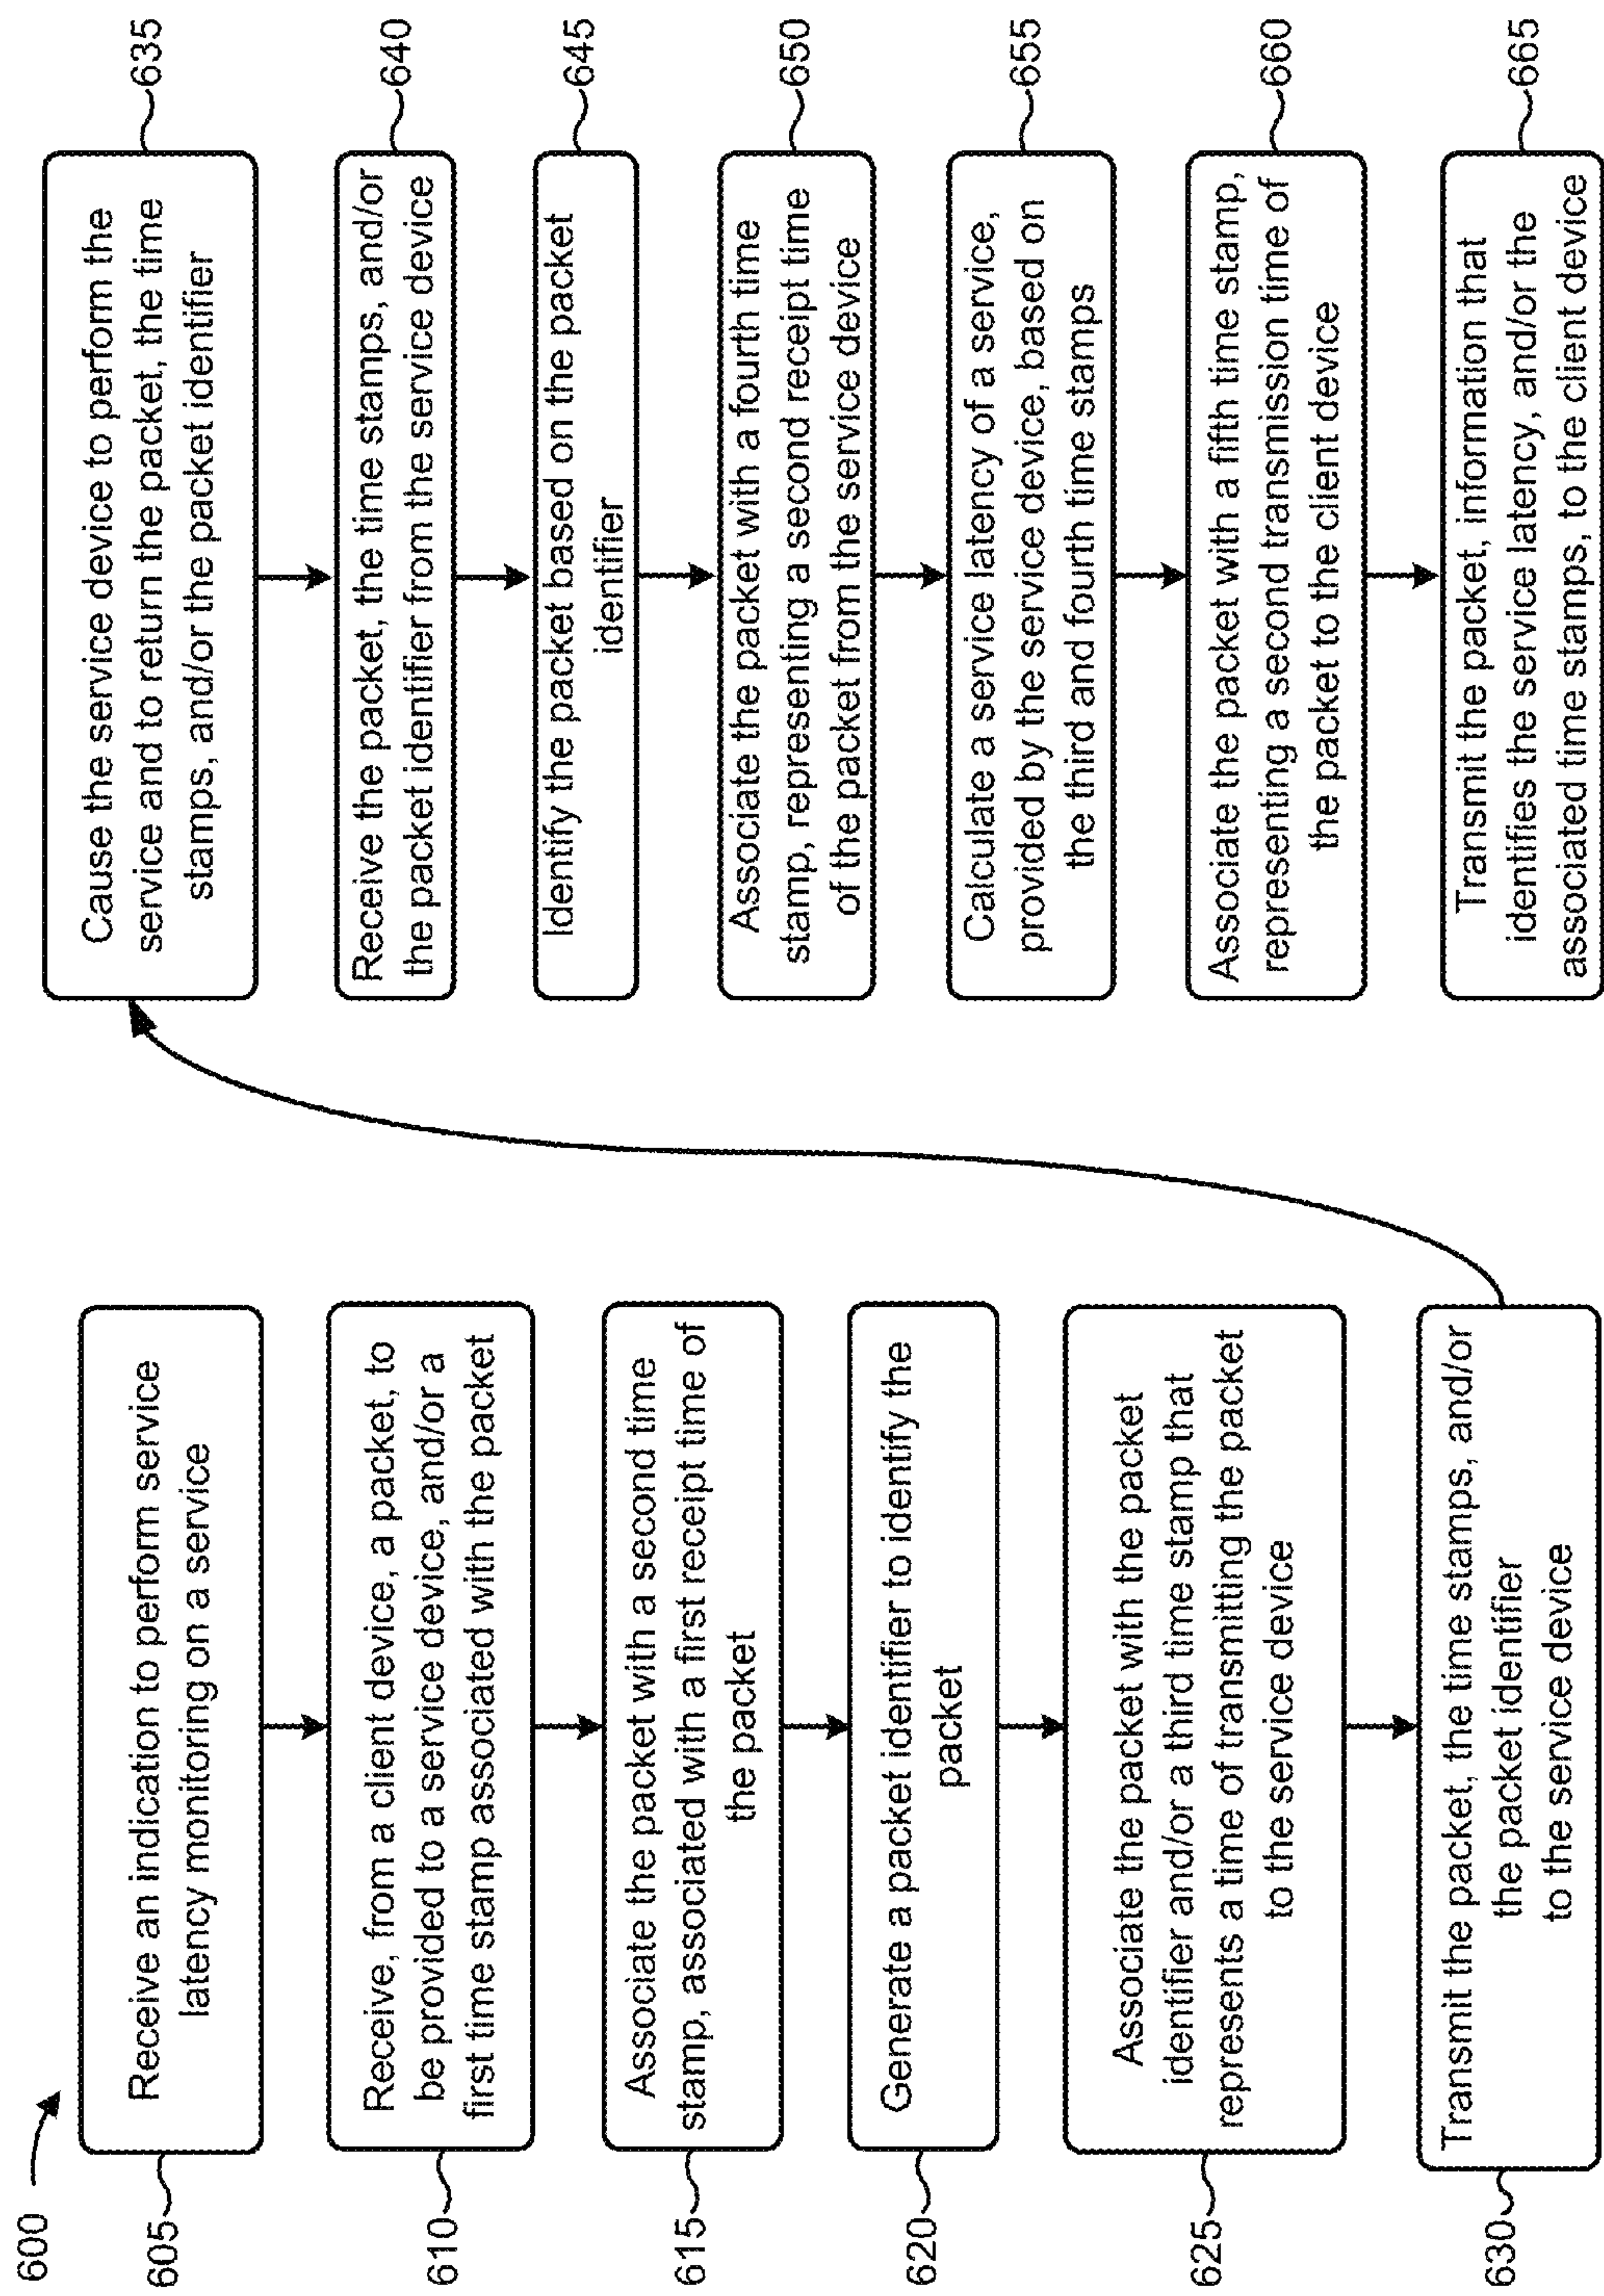 600
605
Receive an indication to perform service
latency monitoring on a service
610
Receive, from a client device, a packet, to
be provided to a service device, and/or a
first time stamp associated with the packet
615
Associate the packet with a second time
stamp, associated with a first receipt time of
the packet
620
Generate a packet identifier to identify the
packet
625
Associate the packet with the packet
identifier and/or a third time stamp that
represents a time of transmitting the packet
to the service device
630
Transmit the packet, the time stamps, and/or
the packet identifier
to the service device
635
Cause the service device to perform the
service and to return the packet, the time
stamps, and/or the packet identifier
640
Receive the packet, the time stamps, and/or
the packet identifier from the service device
645
Identify the packet based on the packet
identifier
650
Associate the packet with a fourth time
stamp, representing a second receipt time
of the packet from the service device
655
Calculate a service latency of a service,
provided by the service device, based on
the third and fourth time stamps
660
Associate the packet with a fifth time stamp,
representing a second transmission time of
the packet to the client device
665
Transmit the packet, information that
identifies the service latency, and/or the
associated time stamps, to the client device